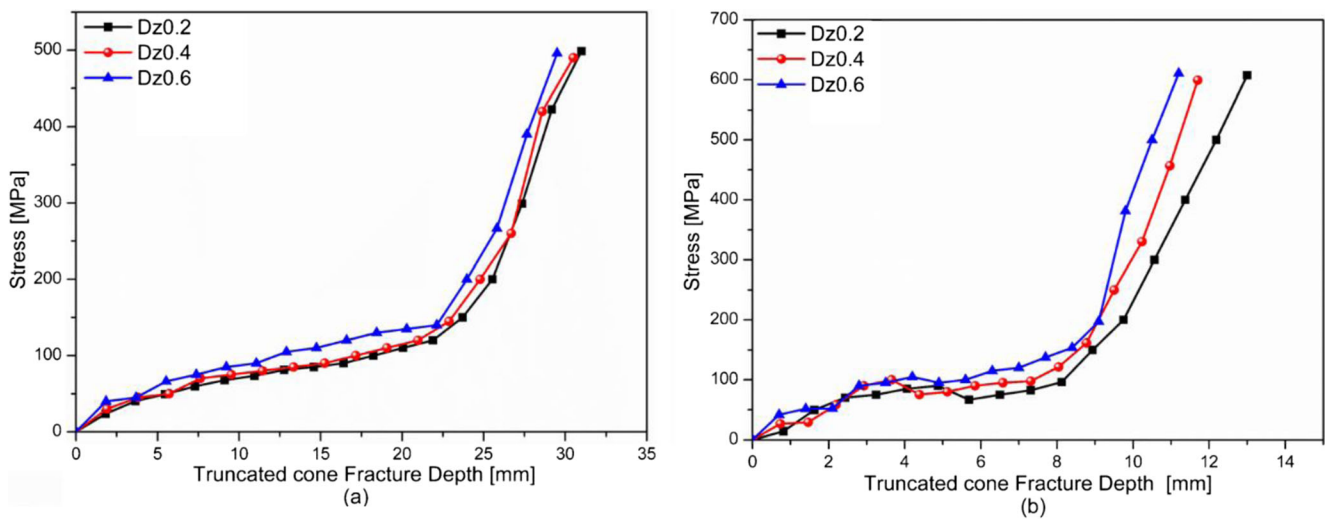 Dz0.2
Dz0.4
Dz0.6
500
400
300
200
100
0
Stress [MPa]
0 5 10 15 20 25 30 35
Truncated cone Fracture Depth [mm]
(a)
Dz0.2
Dz0.4
Dz0.6
700
600
500
400
300
200
100
0
Stress [MPa]
0 2 4 6 8 10 12 14
Truncated cone Fracture Depth [mm]
(b)